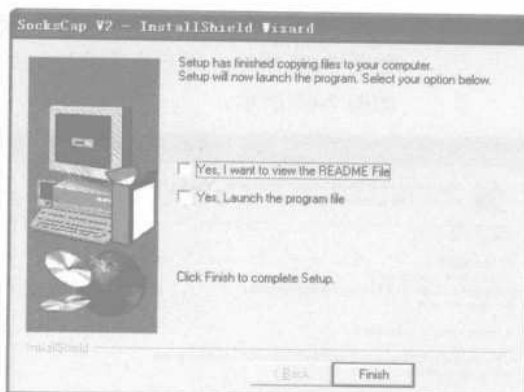 SocksCap V2 - InstallShield Wizard
Setup has finished copying files to your computer.
Setup will now launch the program. Select your option below.
Yes, I want to view the README File
Yes, Launch the program file
Click Finish to complete Setup.
InstallShield
< Back
Finish